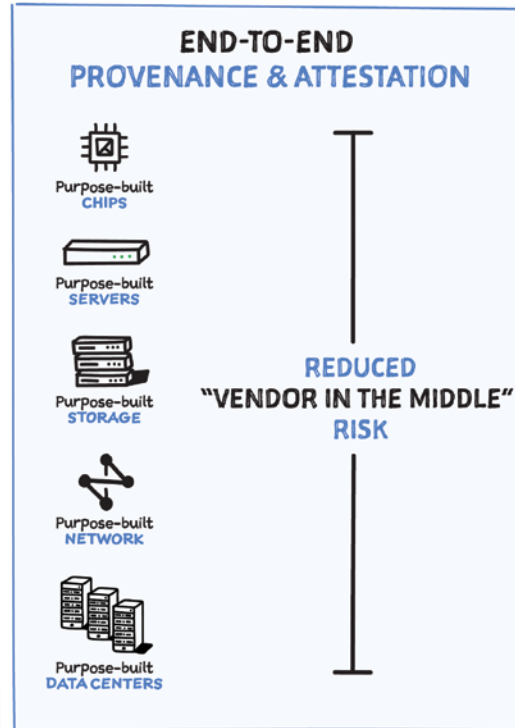 END-TO-END
PROVENANCE & ATTESTATION
Purpose-built
CHIPS
Purpose-built
SERVERS
Purpose-built
STORAGE
REDUCED
"VENDOR IN THE MIDDLE"
RISK
Purpose-built
NETWORK
Purpose-built
DATA CENTERS